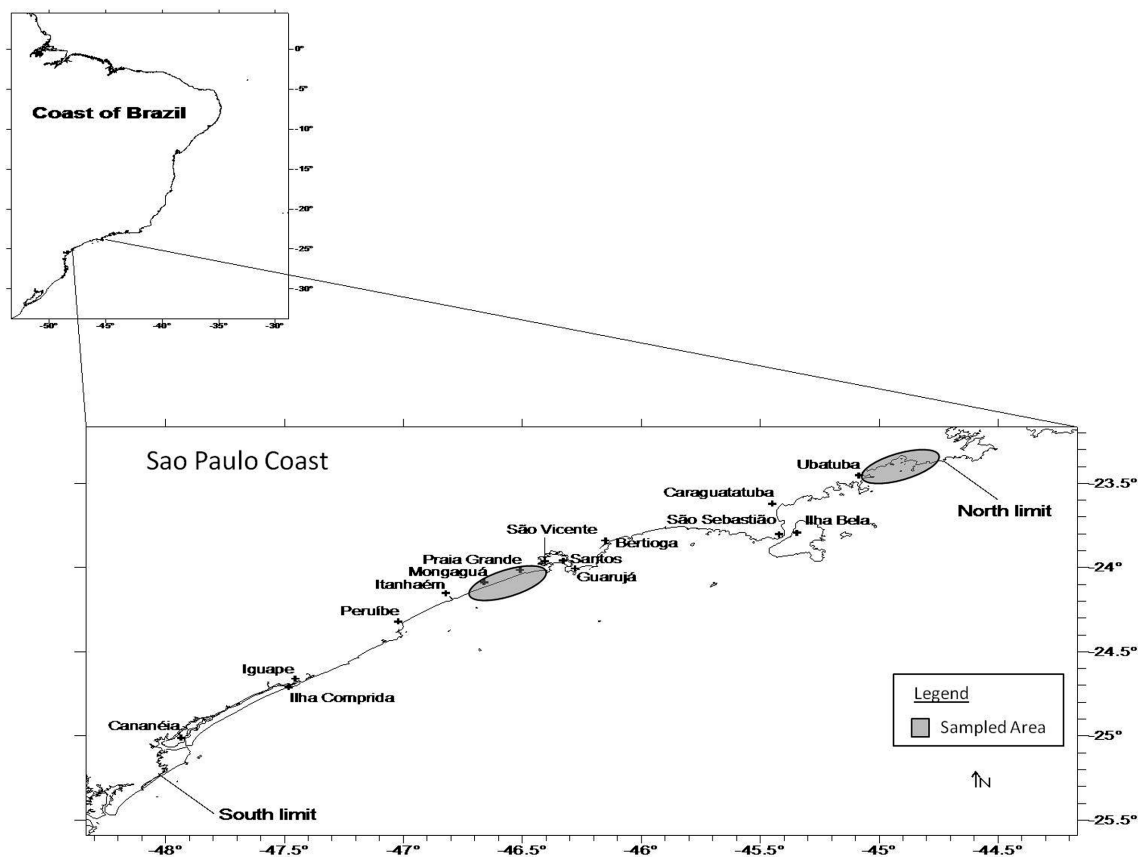 0°
-5°
Coast of Brazil
-10°
-15°
-20°
-25°
-30°
-50°
-45°
-40°
-35°
-30°
Sao Paulo Coast
Ubatuba
-23.5°
Caraguatatuba
North limit
São Vicente
São Sebastião
Ilha Bela
Bertioga
Praia Grande
Santos
-24°
Mongaguá
Guarujá
Itanhaém
Peruíbe
-24.5°
Iguape
Ilha Comprida
Legend
Cananéia
Sampled Area
-25°
N
South limit
-25.5°
-48°
-47.5°
-47°
-46.5°
-46°
-45.5°
-45°
-44.5°